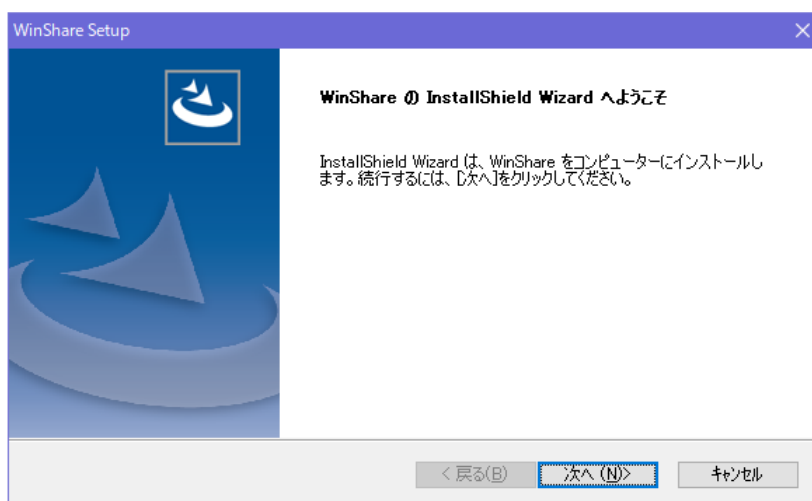 WinShare Setup
WinShare の InstallShield Wizard へようこそ
InstallShield Wizard は、WinShare をコンピューターにインストールし
ます。続行するには、[次へ]をクリックしてください。
< 戻る(B)
次へ (N)>
キャンセル